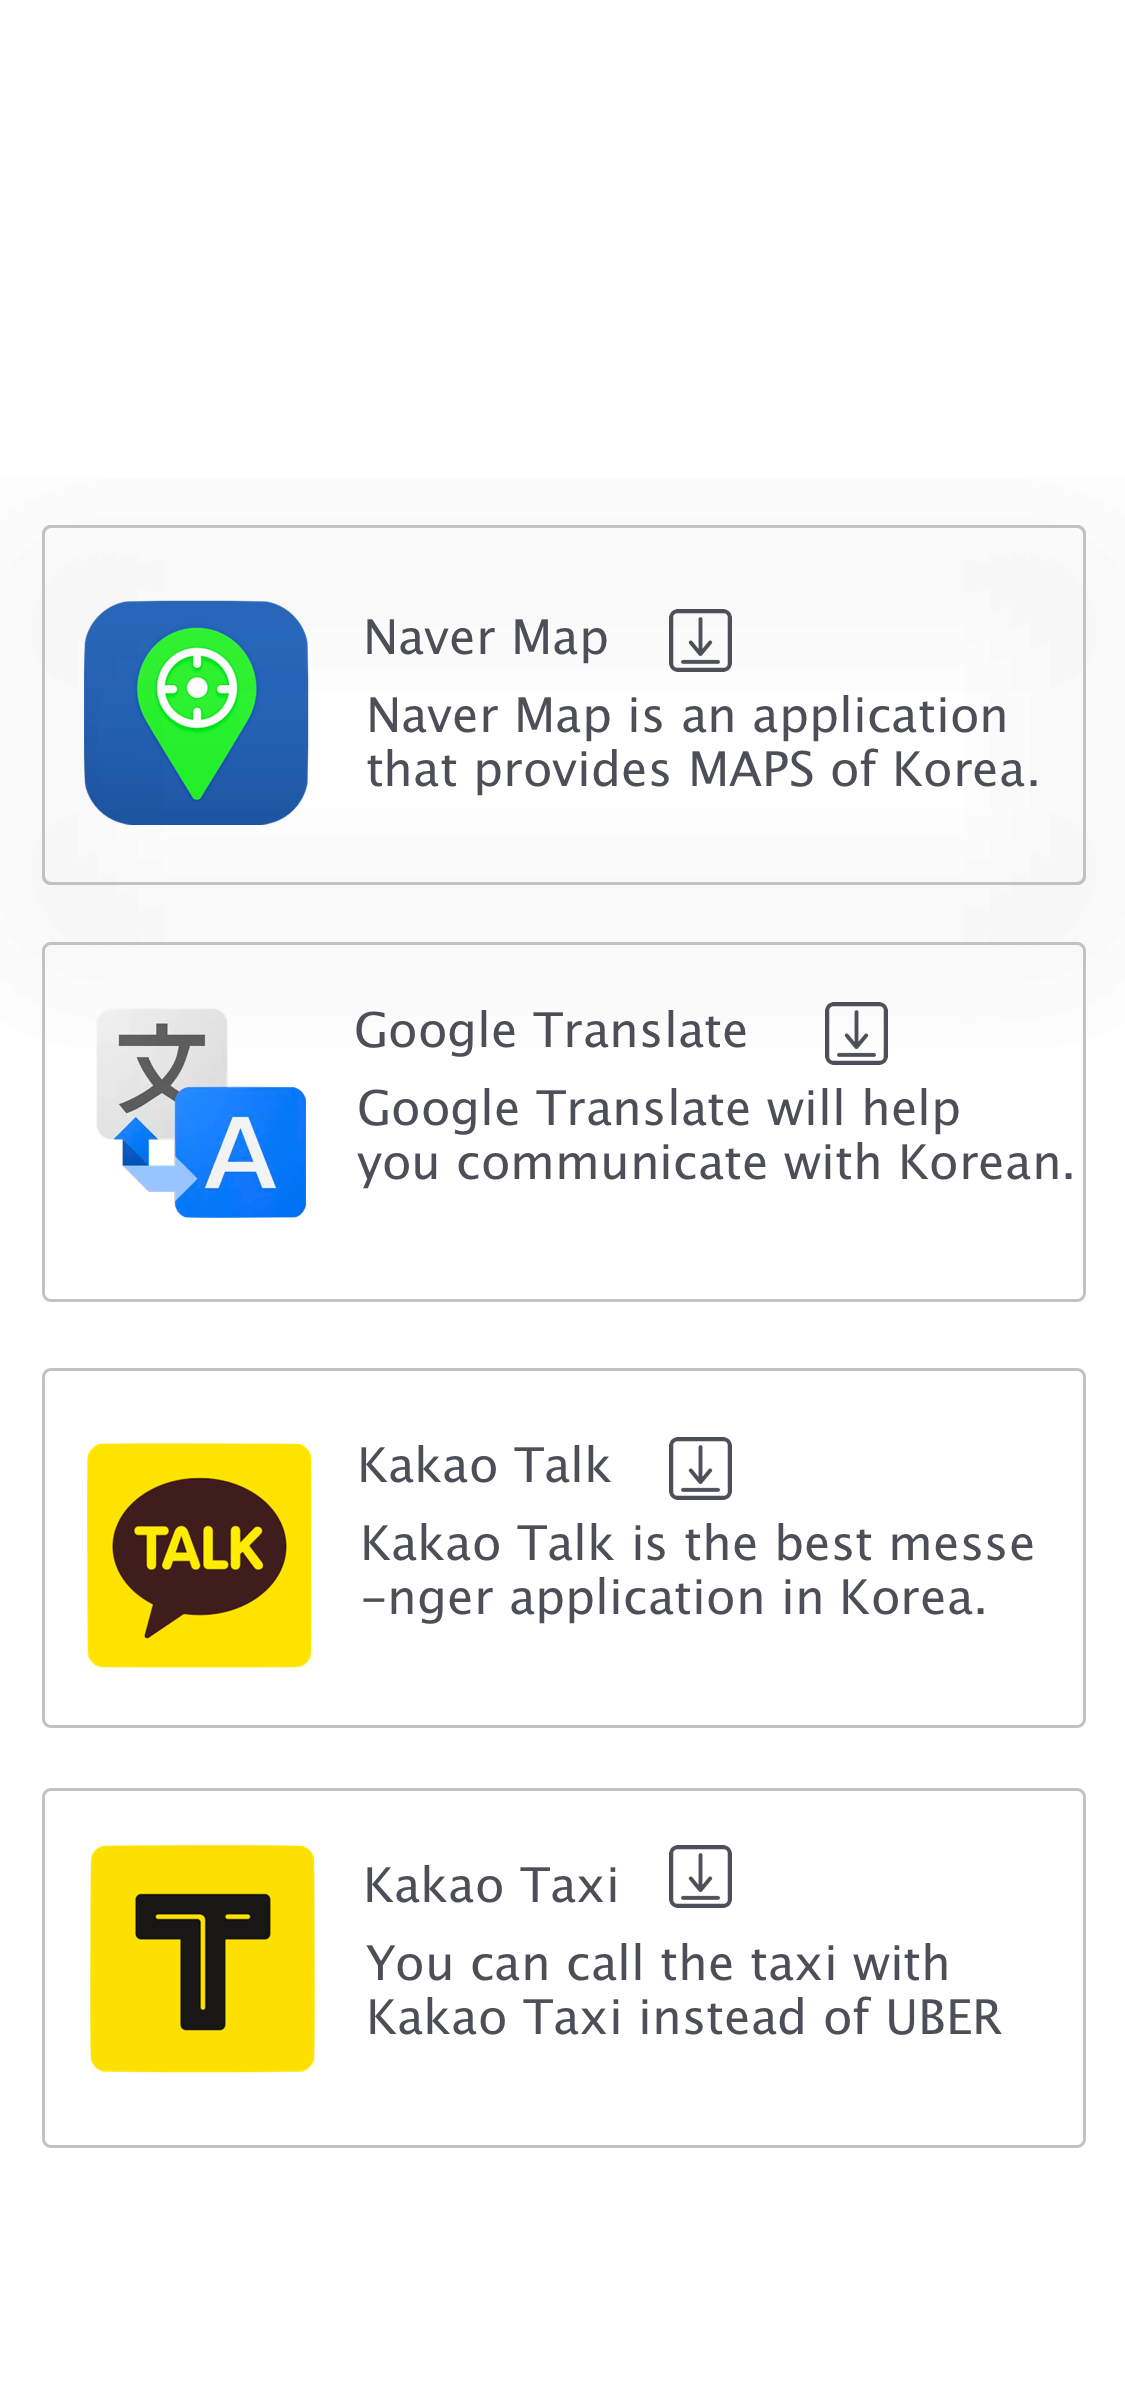 Naver Map
Naver Map is an application
that provides MAPS of Korea.
文
A
Google Translate
Google Translate will help
you communicate with Korean.
TALK
Kakao Talk
Kakao Talk is the best messe
-nger application in Korea.
T
Kakao Taxi
You can call the taxi with
Kakao Taxi instead of UBER